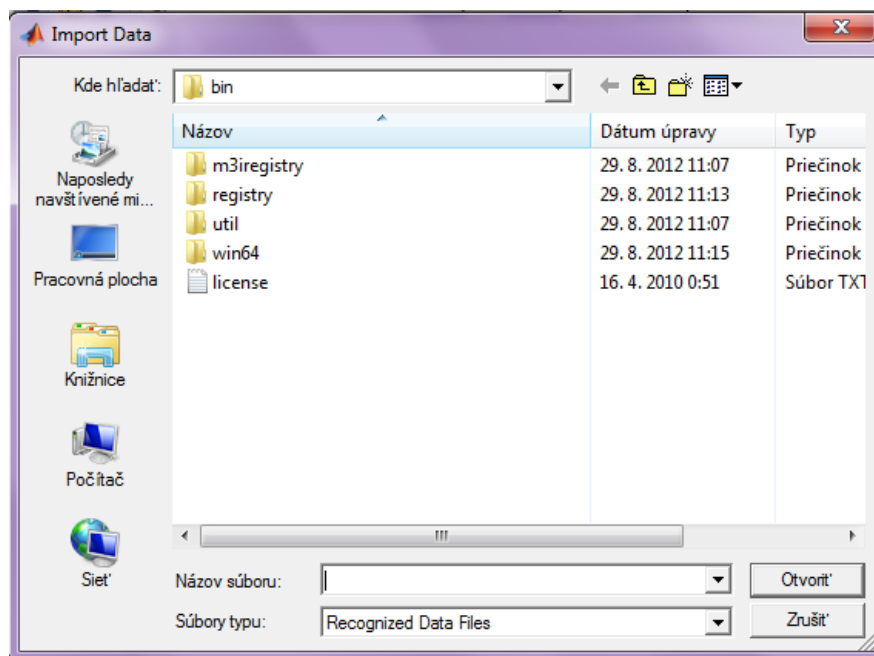 Import Data
Kde hľadať:
bin
Názov
Dátum úpravy
Typ
m3iregistry
29. 8. 2012 11:07
Priečinok
registry
29. 8. 2012 11:13
Priečinok
util
29. 8. 2012 11:07
Priečinok
win64
29. 8. 2012 11:15
Priečinok
license
16. 4. 2010 0:51
Súbor TXT
Naposledy
navštívené mi...
Pracovná plocha
Knižnice
Počítač
Sieť
Názov súboru:
Otvoriť
Súbory typu:
Recognized Data Files
Zrušiť